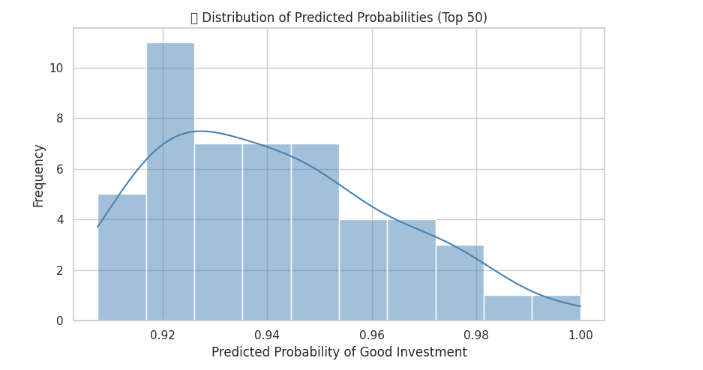 ▯ Distribution of Predicted Probabilities (Top 50)
10
8
6
4
2
0
Frequency
0.92 0.94 0.96 0.98 1.00
Predicted Probability of Good Investment